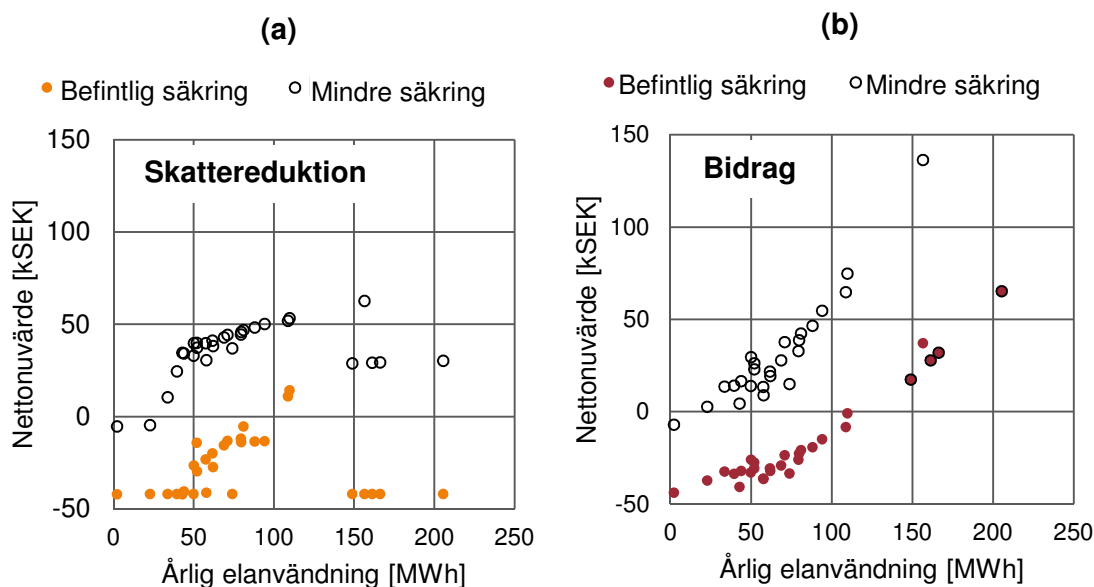 (a)
Befintlig säkring
Mindre säkring
150
100
50
0
-50
Nettonuvärde [kSEK]
Skattereduktion
0 50 100 150 200 250
Årlig elanvändning [MWh]
(b)
Befintlig säkring
Mindre säkring
150
100
50
0
-50
Nettonuvärde [kSEK]
Bidrag
0 50 100 150 200 250
Årlig elanvändning [MWh]